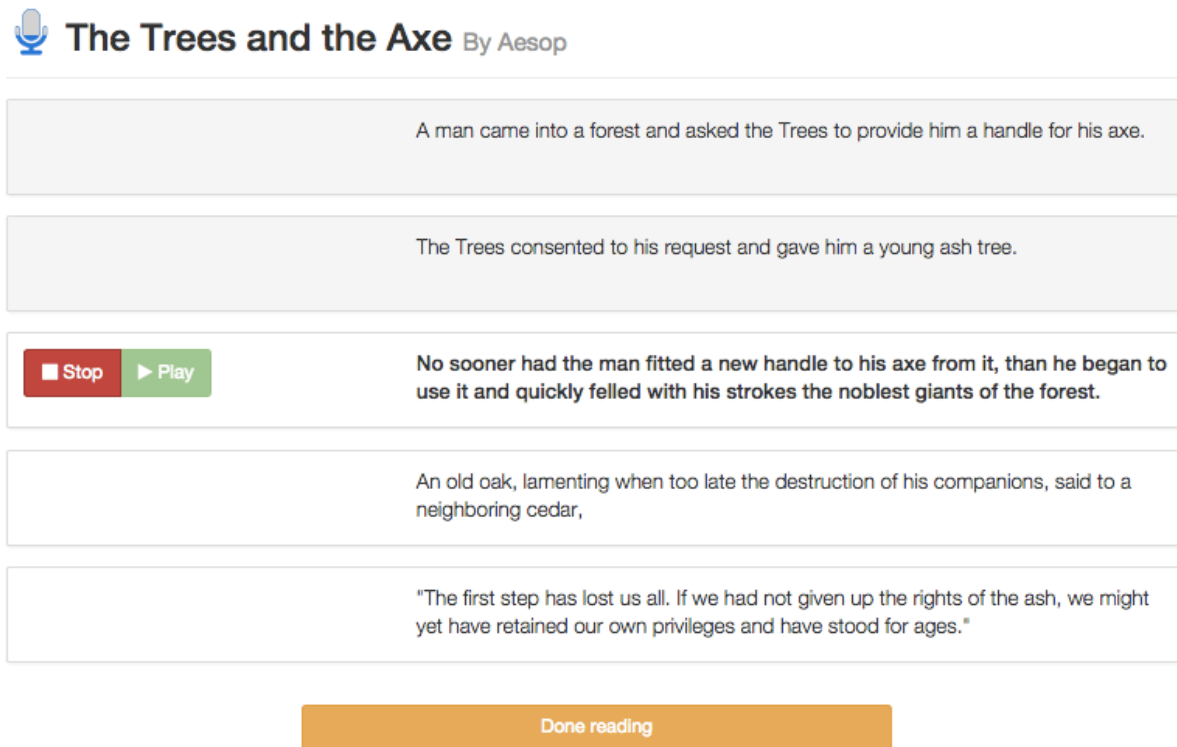 The Trees and the Axe By Aesop
A man came into a forest and asked the Trees to provide him a handle for his axe.
The Trees consented to his request and gave him a young ash tree.
Stop Play
No sooner had the man fitted a new handle to his axe from it, than he began to
use it and quickly felled with his strokes the noblest giants of the forest.
An old oak, lamenting when too late the destruction of his companions, said to a
neighboring cedar,
"The first step has lost us all. If we had not given up the rights of the ash, we might
yet have retained our own privileges and have stood for ages."
Done reading